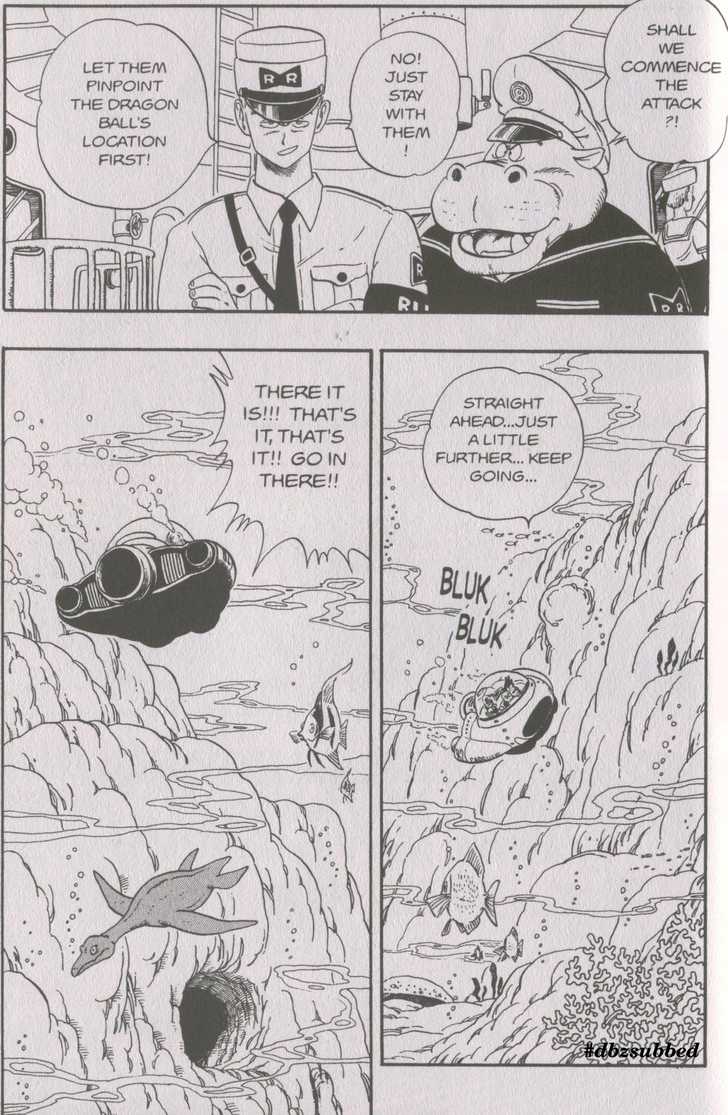 SHALL
WE
COMMENCE
THE
ATTACK
?!
NO!
JUST
STAY
WITH
THEM
!
LET THEM
PINPOINT
THE DRAGON
BALL'S
LOCATION
FIRST!
RR
R
RR
STRAIGHT
AHEAD...JUST
A LITTLE
FURTHER... KEEP
GOING...
BLUK
BLUK
THERE IT
IS!!! THAT'S
IT, THAT'S
IT!! GO IN
THERE!!
#dbzsubbed